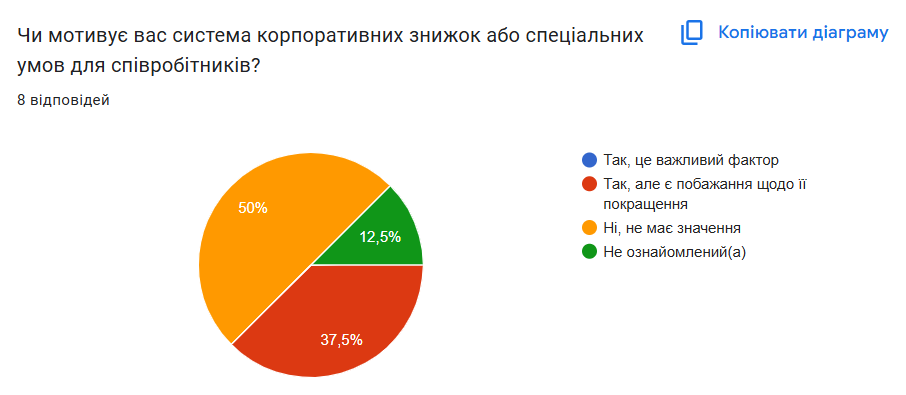 Чи мотивує вас система корпоративних знижок або спеціальних
умов для співробітників?
Копіювати діаграму
8 відповідей
50%
12,5%
37,5%
Так, це важливий фактор
Так, але є побажання щодо її
покращення
Ні, не має значення
Не ознайомлений(а)